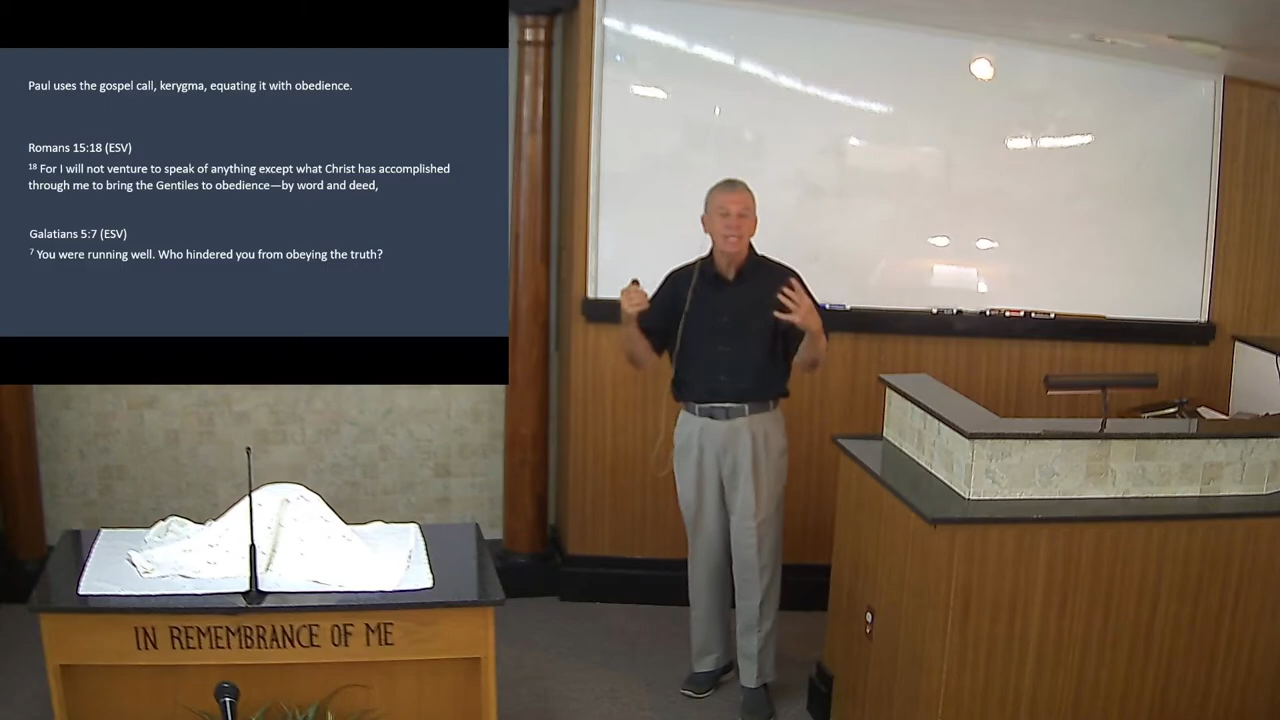 Paul uses the gospel call, kerygma, equating it with obedience.
Romans 15:18 (ESV)
18 For I will not venture to speak of anything except what Christ has accomplished
through me to bring the Gentiles to obedience—by word and deed,
Galatians 5:7 (ESV)
7 You were running well. Who hindered you from obeying the truth?
IN REMEMBRANCE OF ME